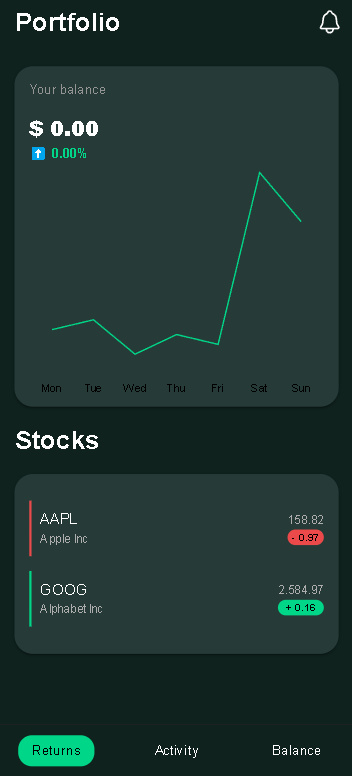 Portfolio
Your balance
$ 0.00
⬆ 0.00%
Mon Tue Wed Thu Fri Sat Sun
Stocks
AAPL 158.82
Apple Inc - 0.97
GOOG 2.584.97
Alphabet Inc + 0.16
Returns Activity Balance